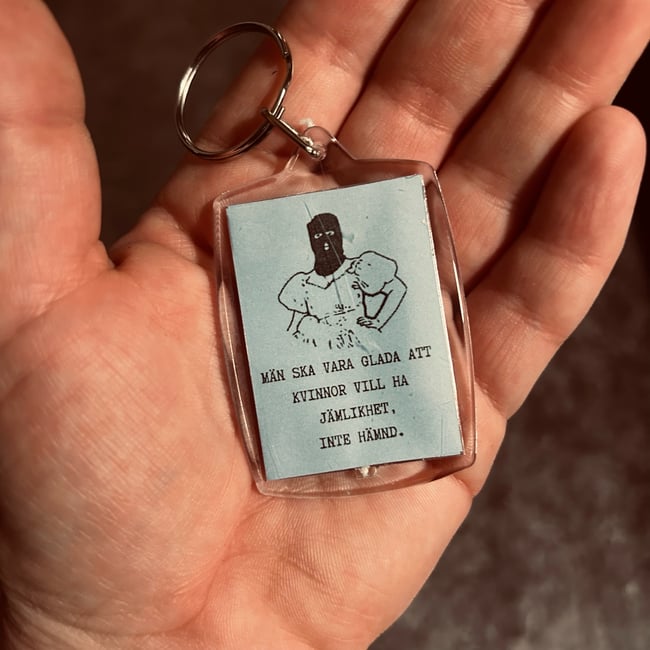 MÄN SKA VARA GLADA ATT
KVINNOR VILL HA
JÄMLIKHET,
INTE HÄMND.